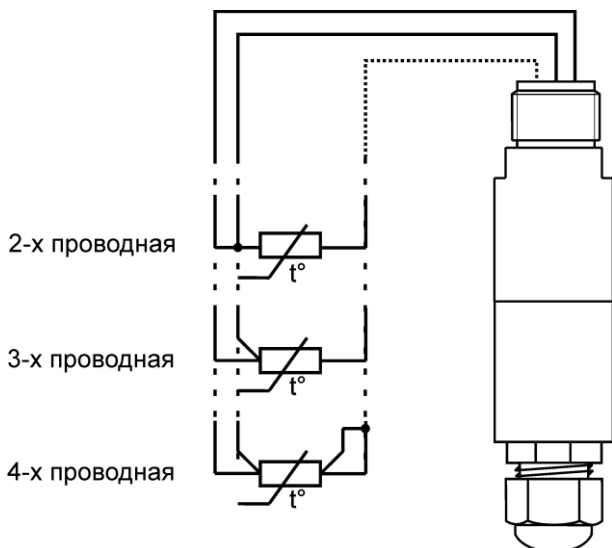 2-х проводная
t°
3-х проводная
t°
4-х проводная
t°